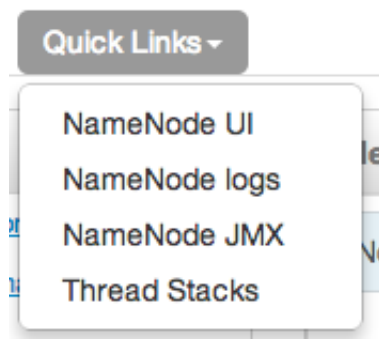 Quick Links
NameNode UI
NameNode logs
NameNode JMX
Thread Stacks